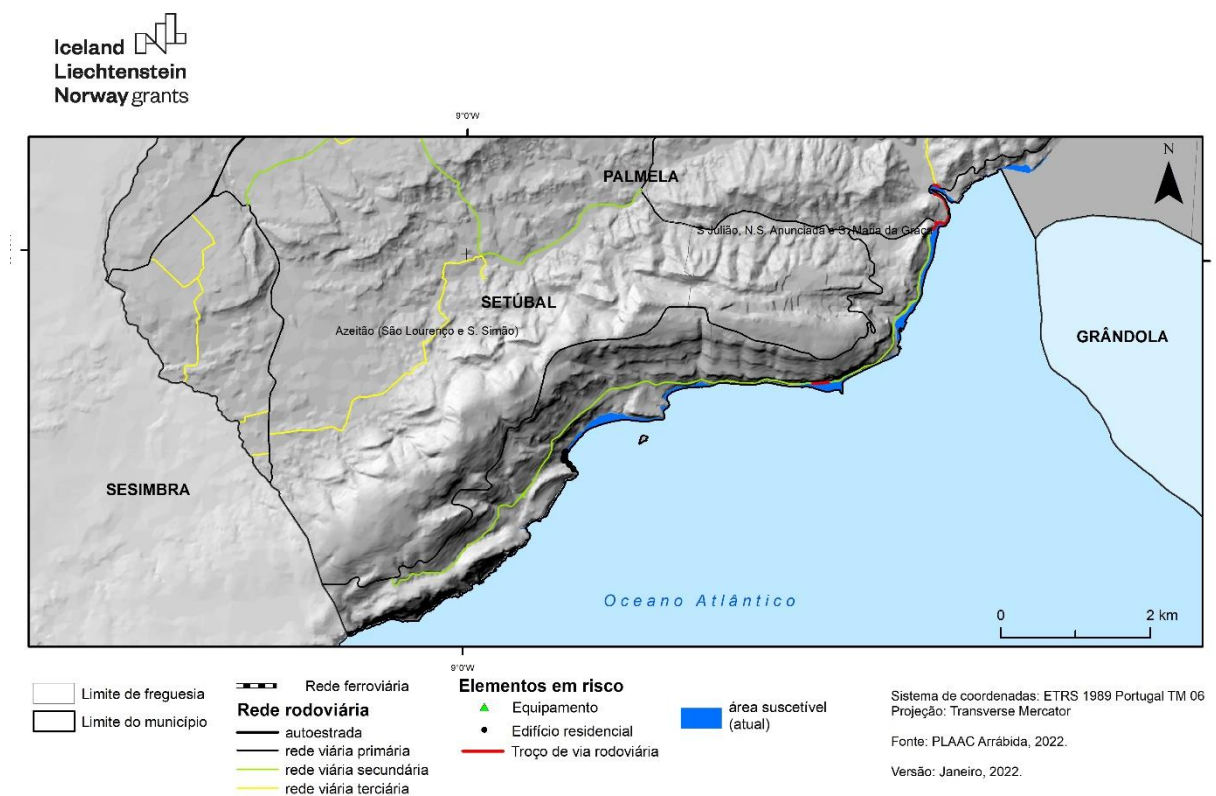 Iceland
Liechtenstein
Norway grants
9°0'W
N
PALMELA
S Julião, N.S. Anunciada e S. Maria da Graça
SETÚBAL
Azeitão (São Lourenço e S. Simão)
GRÂNDOLA
SESIMBRA
Oceano Atlântico
0 2 km
9°0'W
Limite de freguesia
Limite do município
Rede ferroviária
Rede rodoviária
autoestrada
rede viária primária
rede viária secundária
rede viária terciária
Elementos em risco
Equipamento
Edifício residencial
Troço de via rodoviária
área suscetível
(atual)
Sistema de coordenadas: ETRS 1989 Portugal TM 06
Projeção: Transverse Mercator
Fonte: PLAAC Arrábida, 2022.
Versão: Janeiro, 2022.